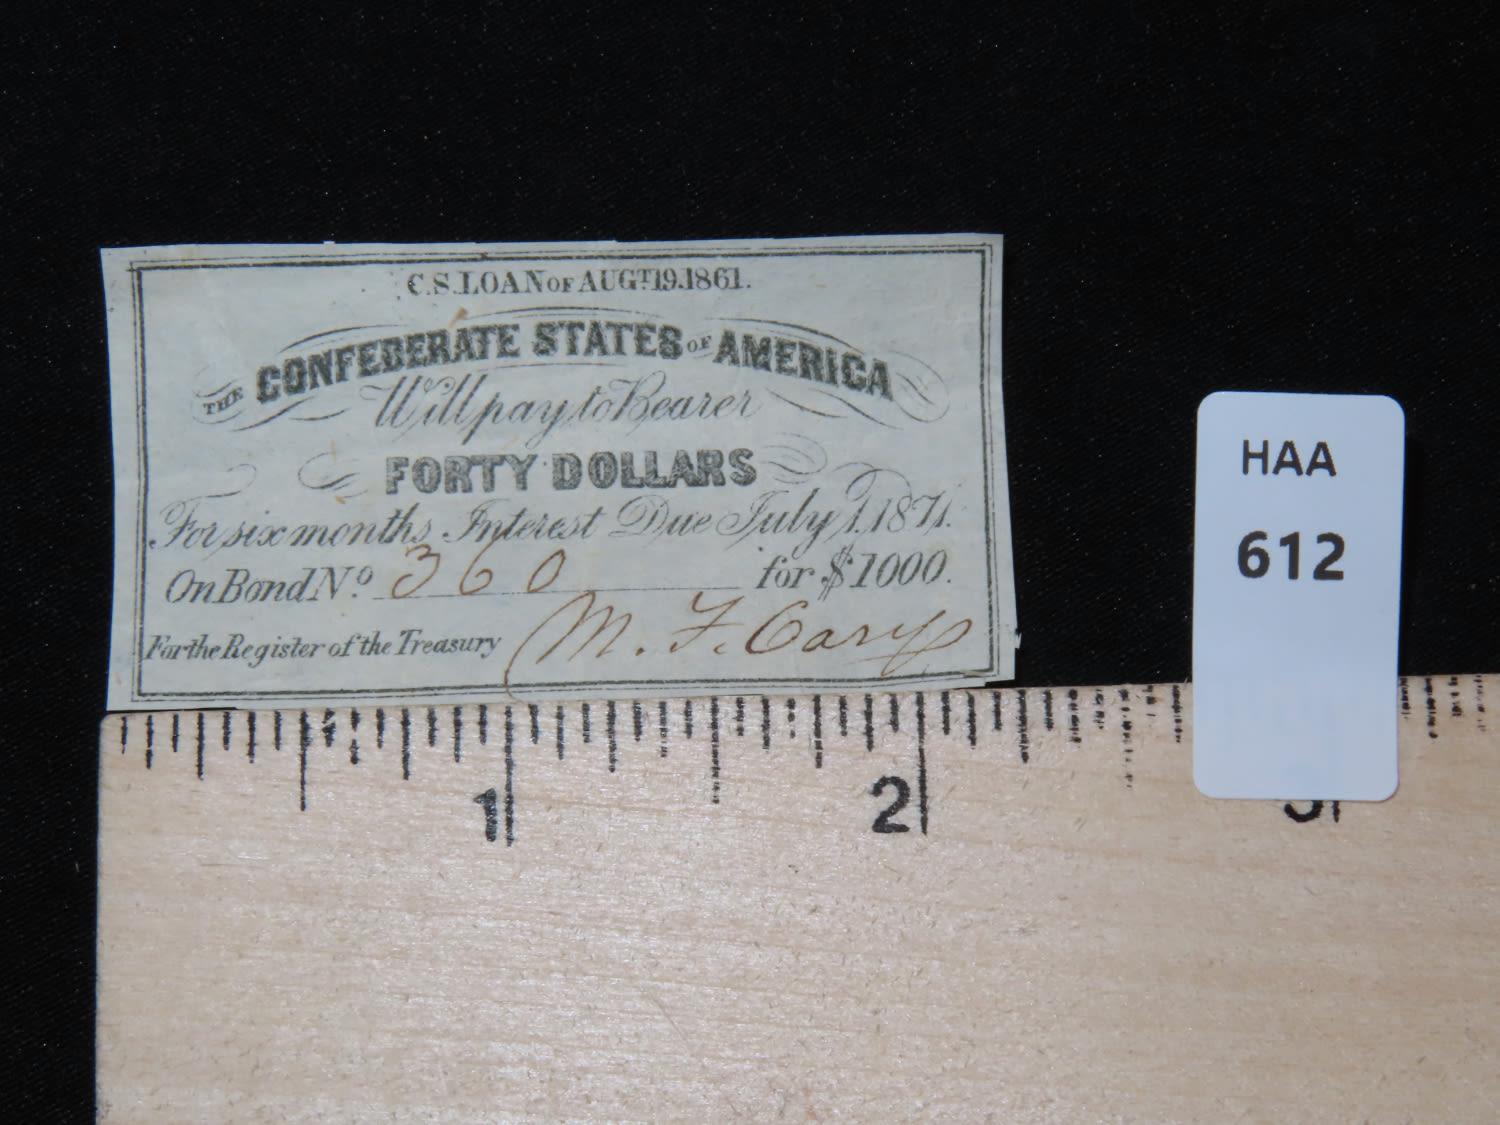 C.S. LOAN OF AUGT. 19. 1861.
THE CONFEDERATE STATES OF AMERICA
Will pay to Bearer
FORTY DOLLARS
For six months Interest Due July 1, 1871.
On Bond No. 360 for $1000.
For the Register of the Treasury M. F. Cary
HAA
612
1
2